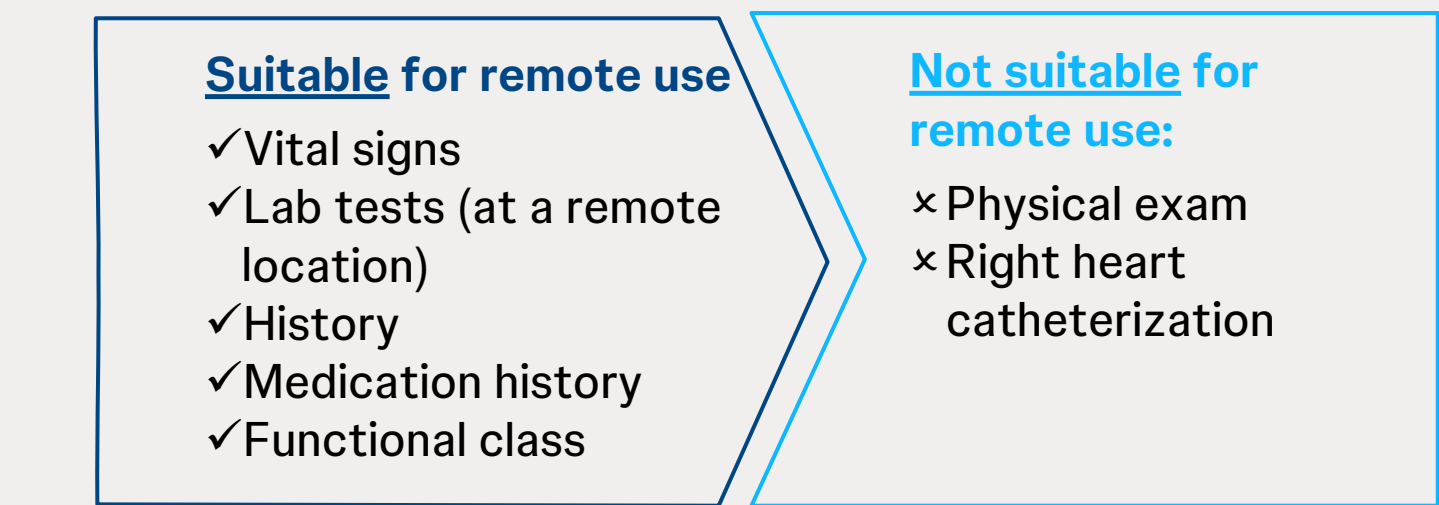 Suitable for remote use
✓Vital signs
✓Lab tests (at a remote
location)
✓History
✓Medication history
✓Functional class
Not suitable for
remote use:
×Physical exam
×Right heart
catheterization